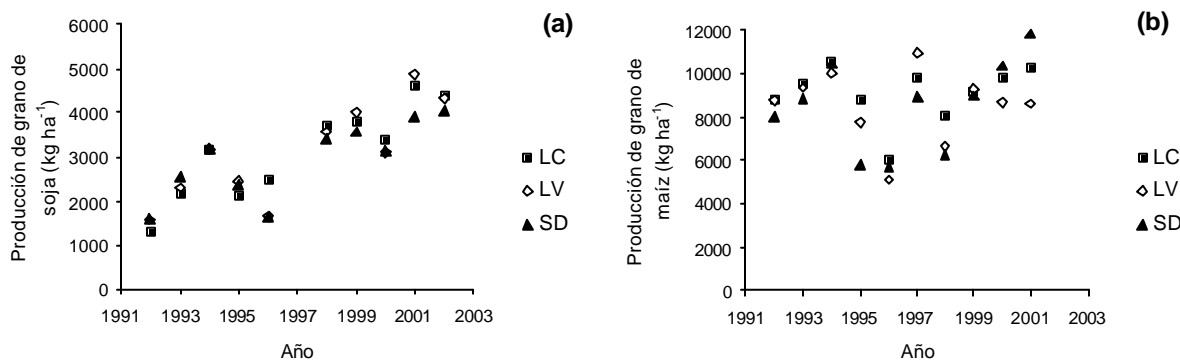 (a)
Producción de grano de
soja (kg ha⁻¹)
6000
5000
4000
3000
2000
1000
0
1991 1993 1995 1997 1999 2001 2003
Año
LC
LV
SD
(b)
Producción de grano de
maíz (kg ha⁻¹)
12000
10000
8000
6000
4000
2000
0
1991 1993 1995 1997 1999 2001 2003
Año
LC
LV
SD